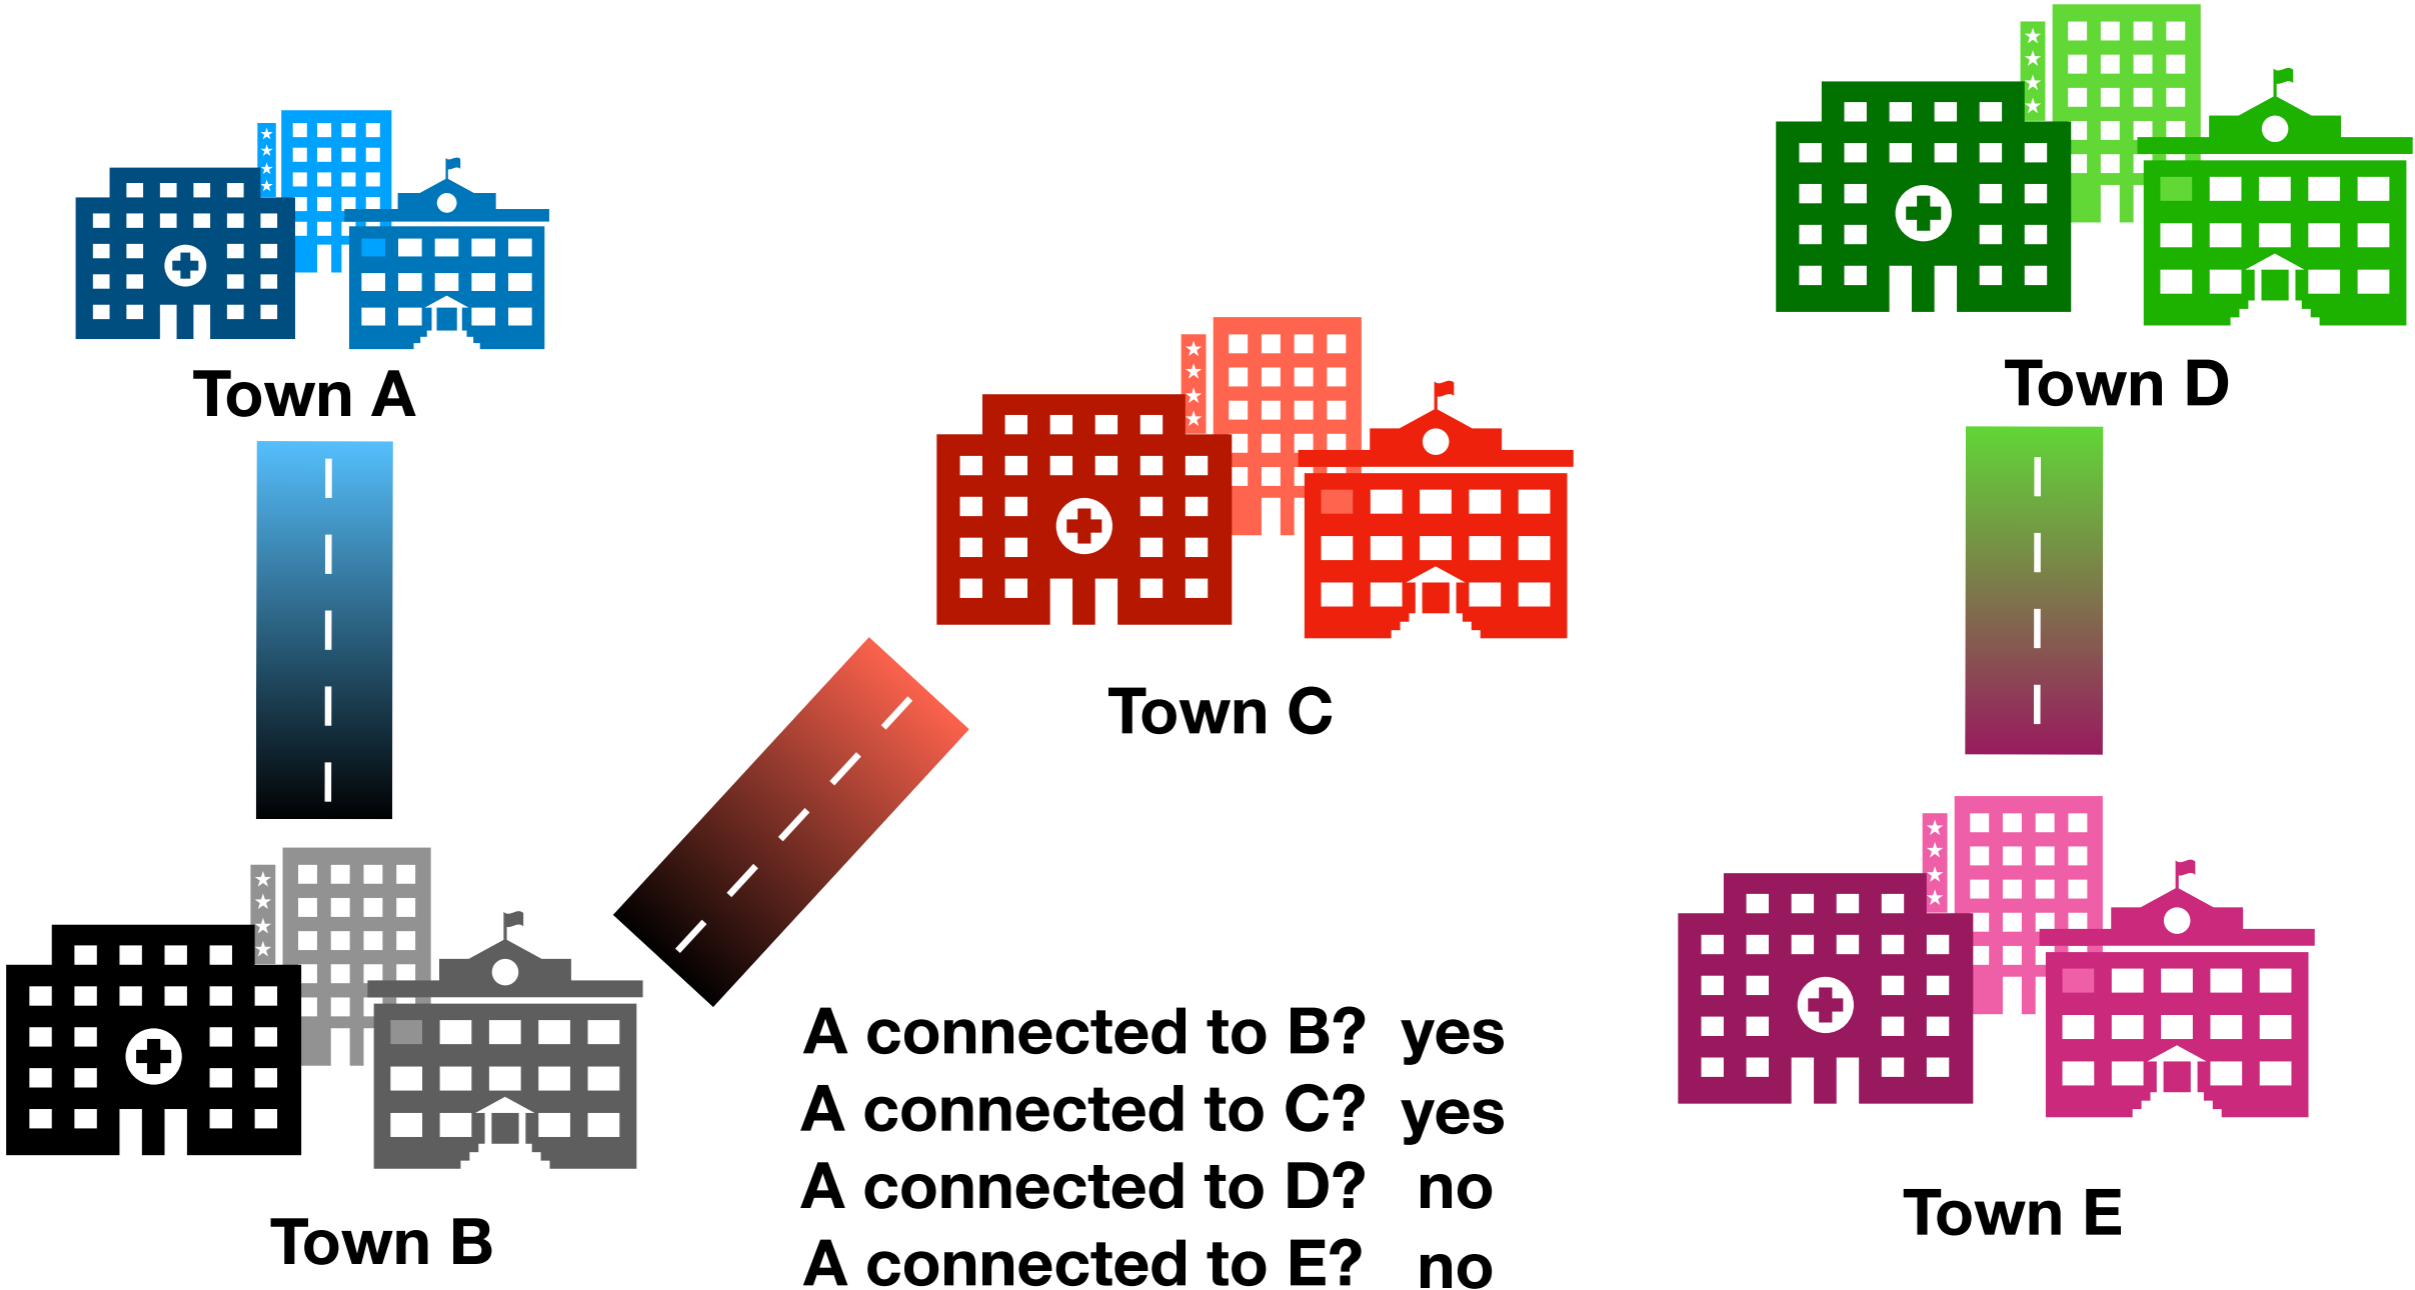 Town A
Town D
Town C
Town B
Town E
A connected to B? yes
A connected to C? yes
A connected to D? no
A connected to E? no